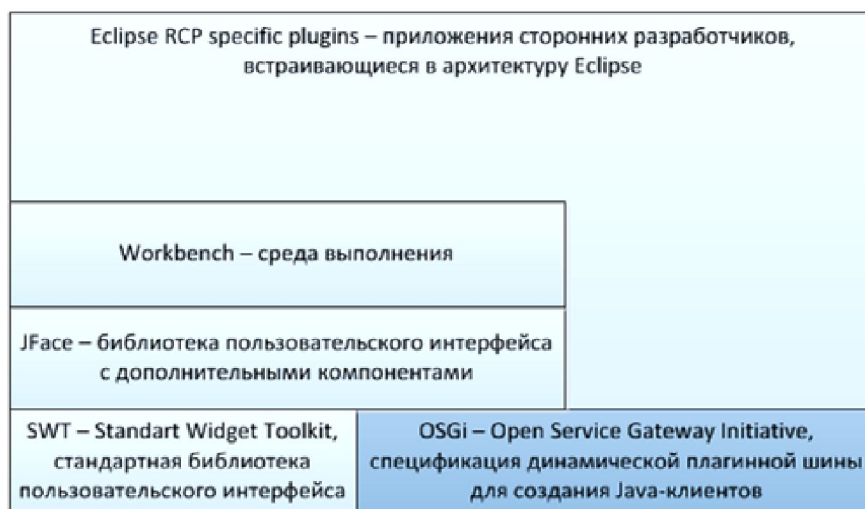 Eclipse RCP specific plugins – приложения сторонних разработчиков,
встраивающиеся в архитектуру Eclipse
Workbench – среда выполнения
JFace – библиотека пользовательского интерфейса
с дополнительными компонентами
SWT – Standart Widget Toolkit,
стандартная библиотека
пользовательского интерфейса
OSGi – Open Service Gateway Initiative,
спецификация динамической плагинной шины
для создания Java-клиентов